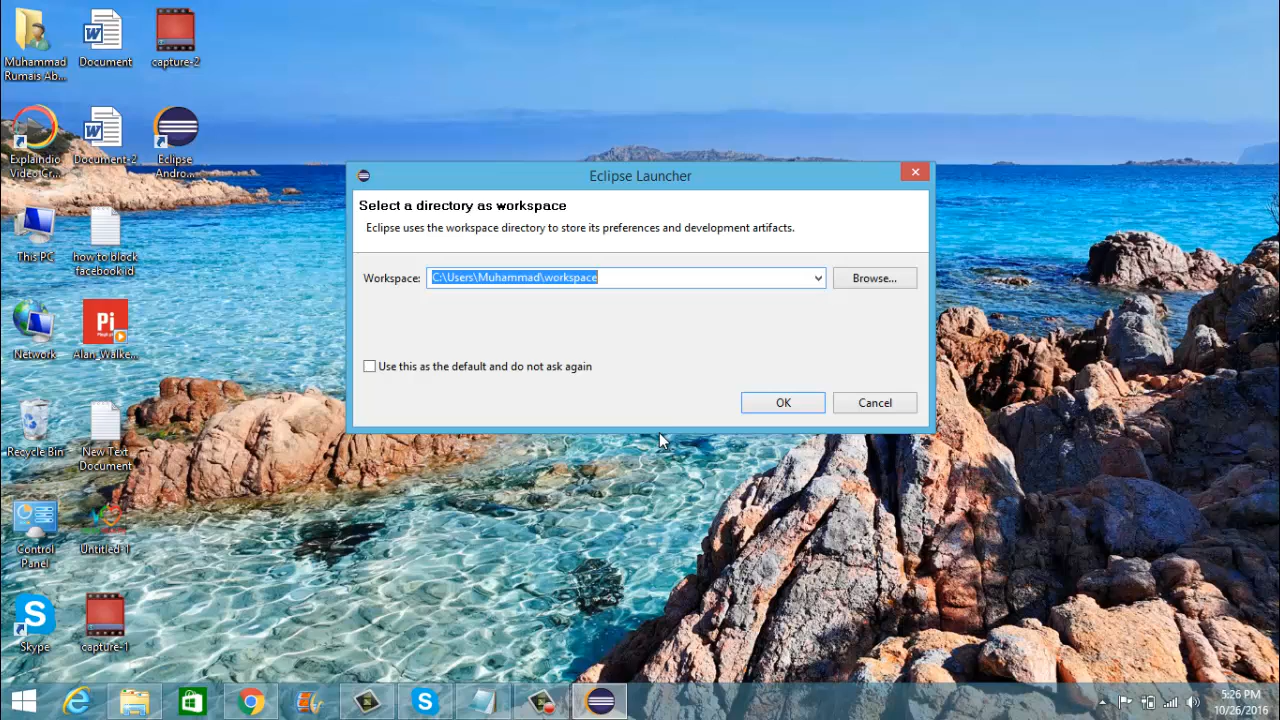 Muhammad
Rumais Ab...
Document
capture-2
Explaindio
Video Cr...
Document-2
Eclipse
Andro...
This PC
how to block
facebook id
Network
Pi
Alan_Walke...
Recycle Bin
New Text
Document
Control
Panel
Untitled-1
Skype
capture-1
Eclipse Launcher
Select a directory as workspace
Eclipse uses the workspace directory to store its preferences and development artifacts.
Workspace: C:\Users\Muhammad\workspace Browse...
Use this as the default and do not ask again
OK Cancel
5:26 PM
10/26/2016